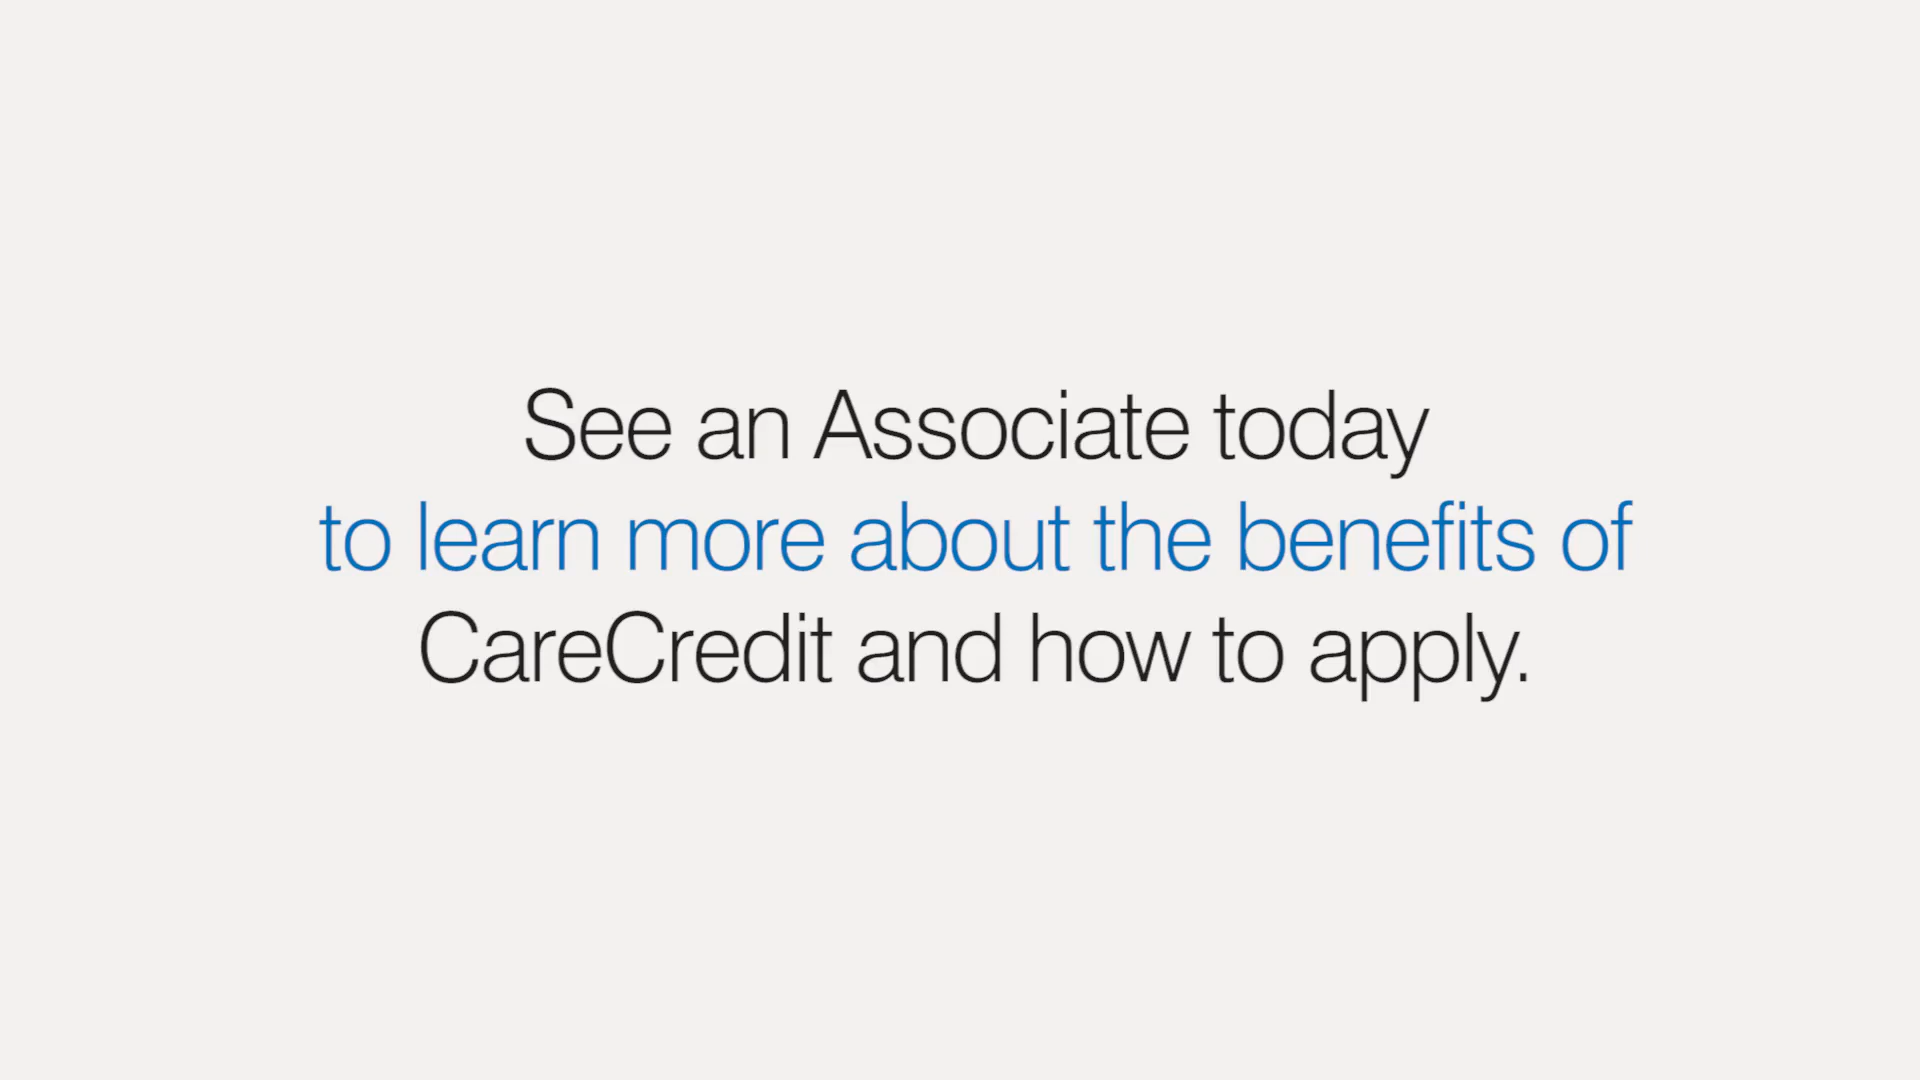 See an Associate today
to learn more about the benefits of
CareCredit and how to apply.